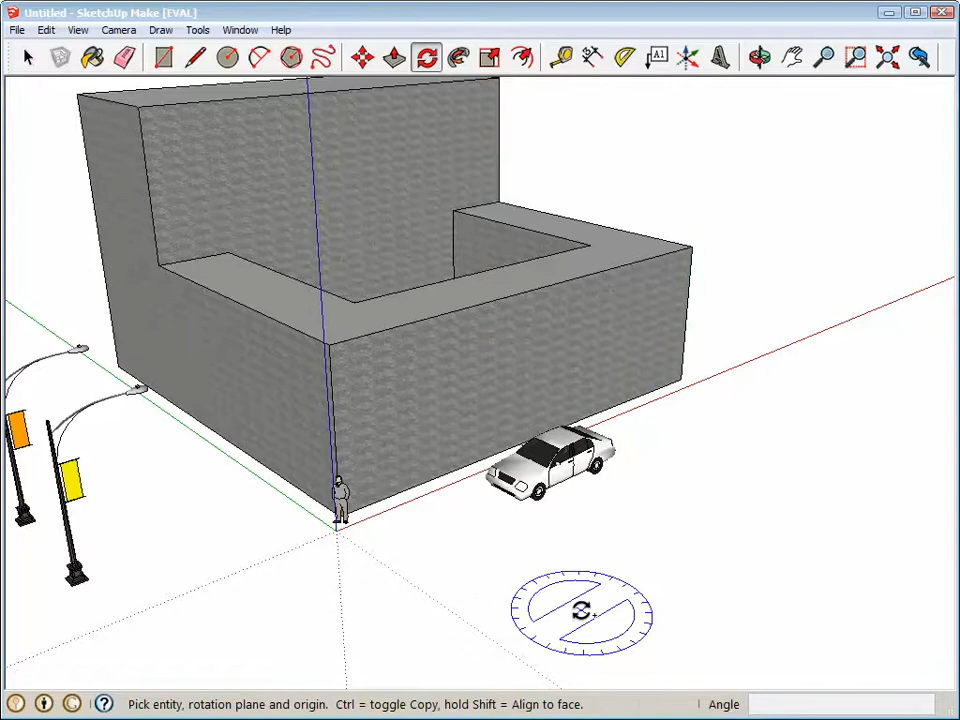 Untitled - SketchUp Make [EVAL]
File Edit View Camera Draw Tools Window Help
A1
Pick entity, rotation plane and origin. Ctrl = toggle Copy, hold Shift = Align to face.
Angle